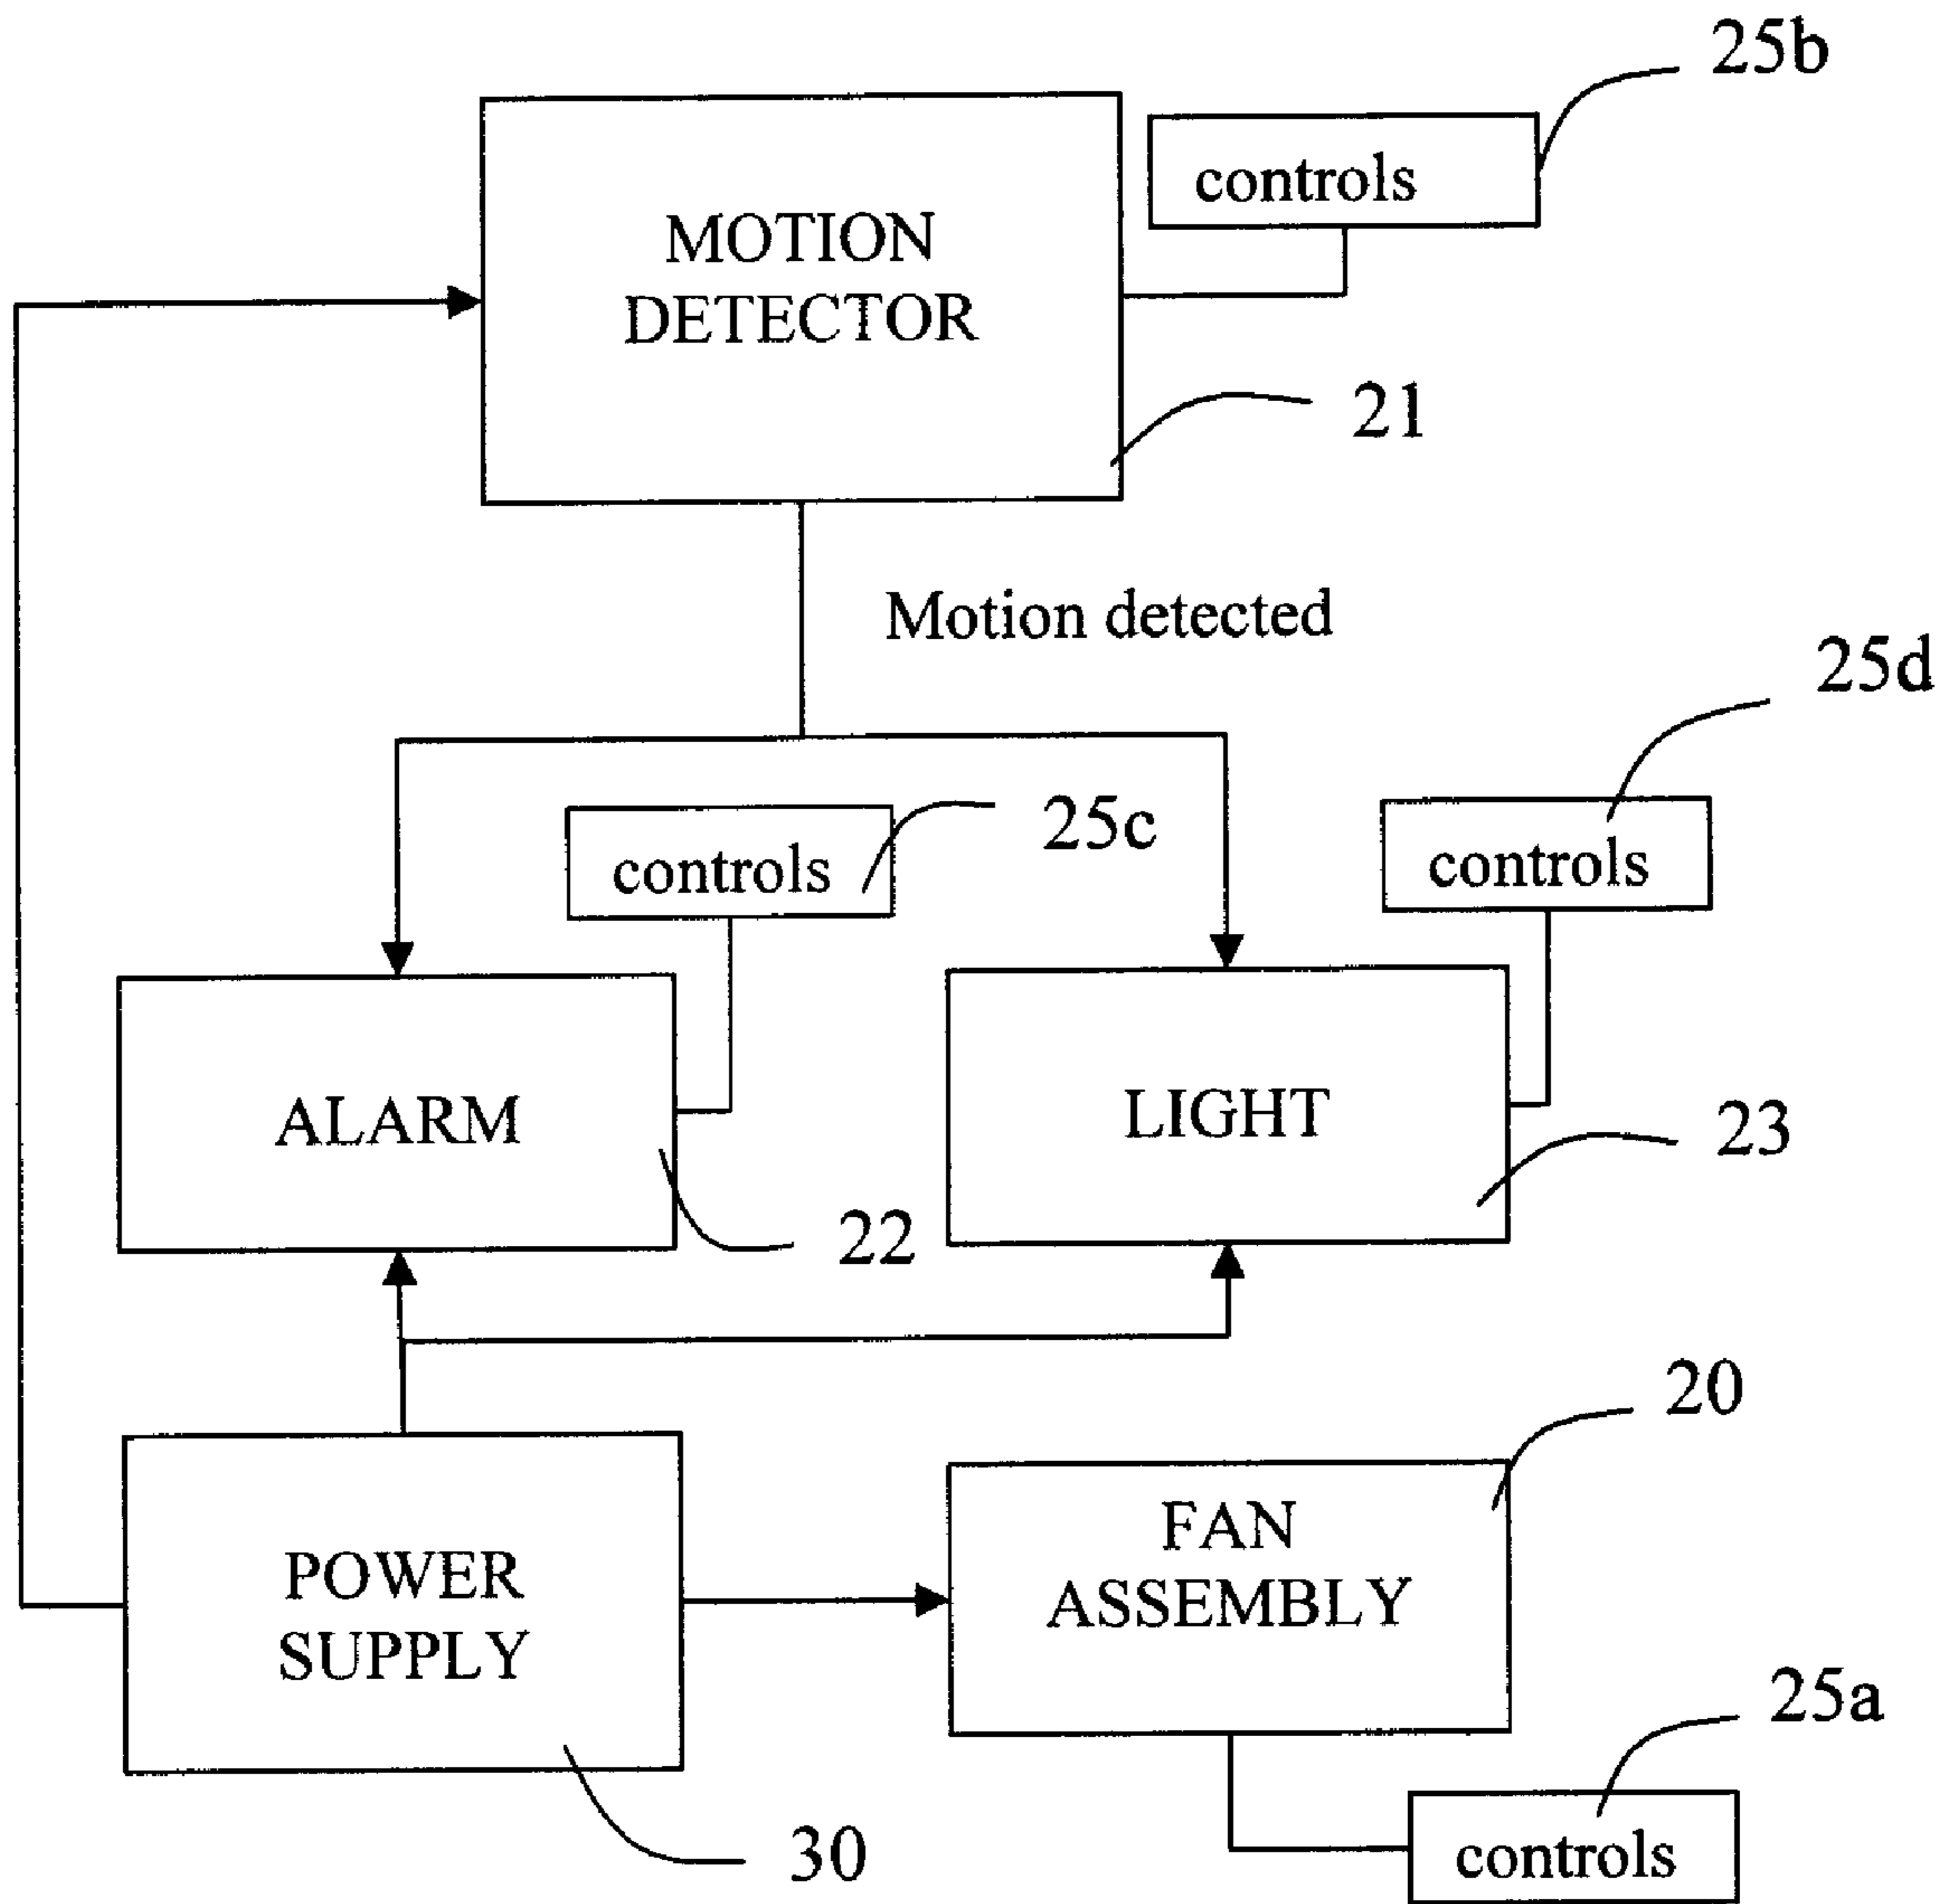 25b
controls
MOTION
DETECTOR
21
Motion detected
25d
25c
controls
controls
ALARM
LIGHT
23
22
20
FAN
ASSEMBLY
POWER
SUPPLY
25a
30
controls